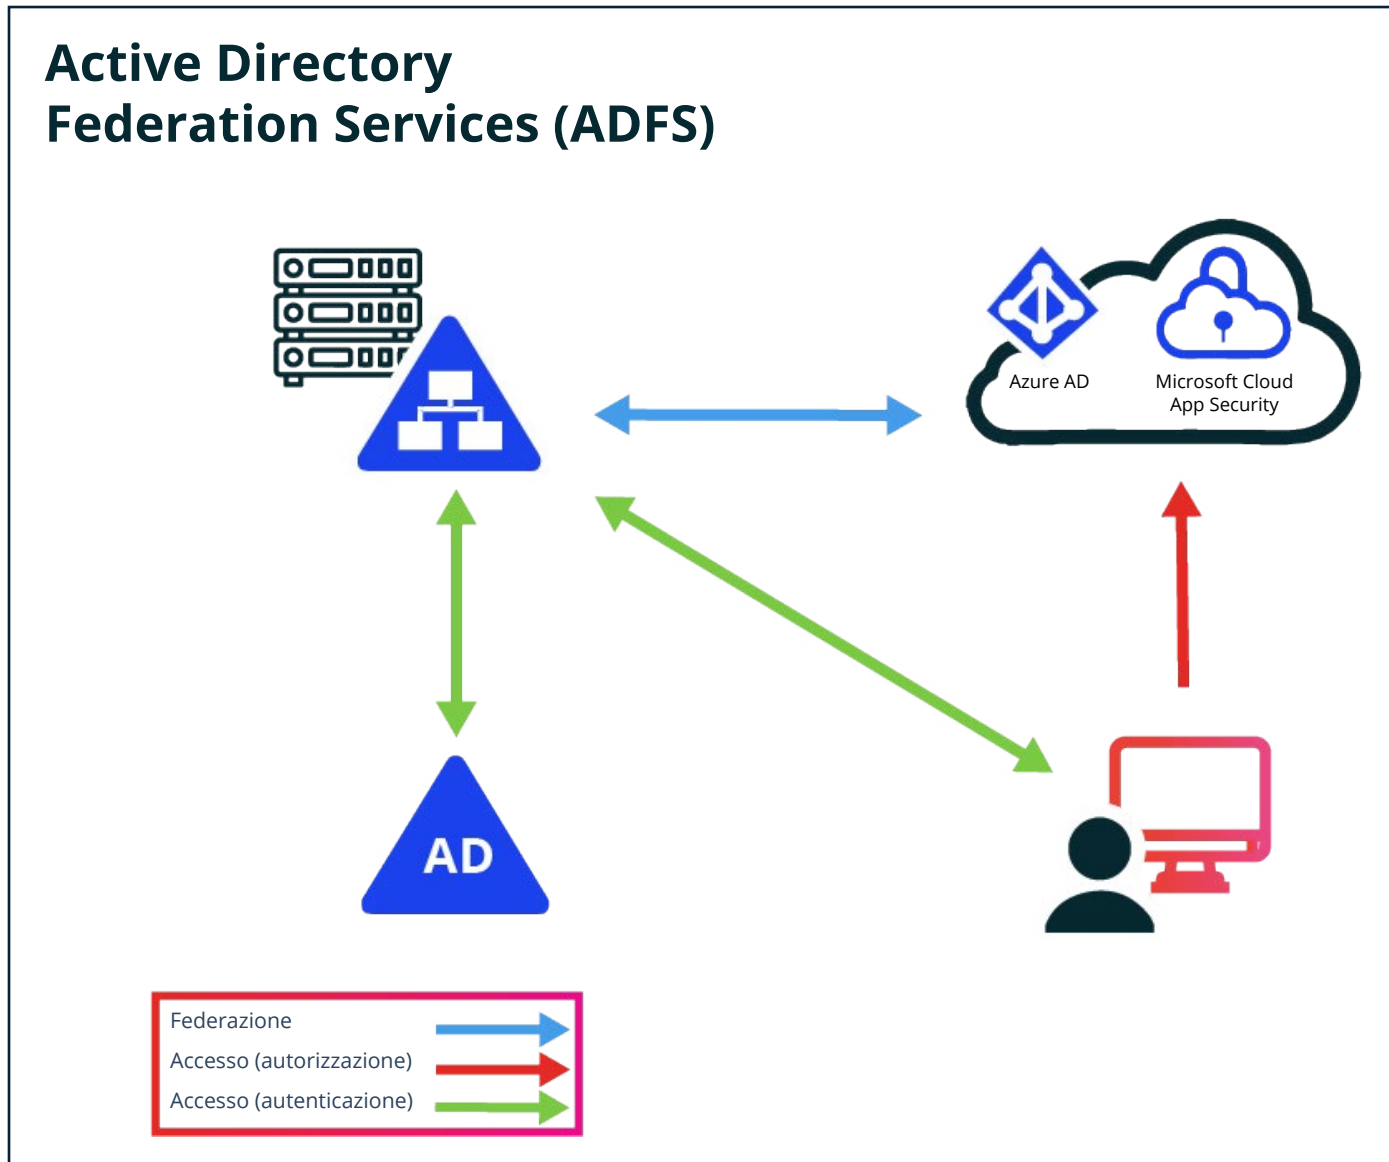 Active Directory
Federation Services (ADFS)
Azure AD
Microsoft Cloud
App Security
AD
Federazione
Accesso (autorizzazione)
Accesso (autenticazione)